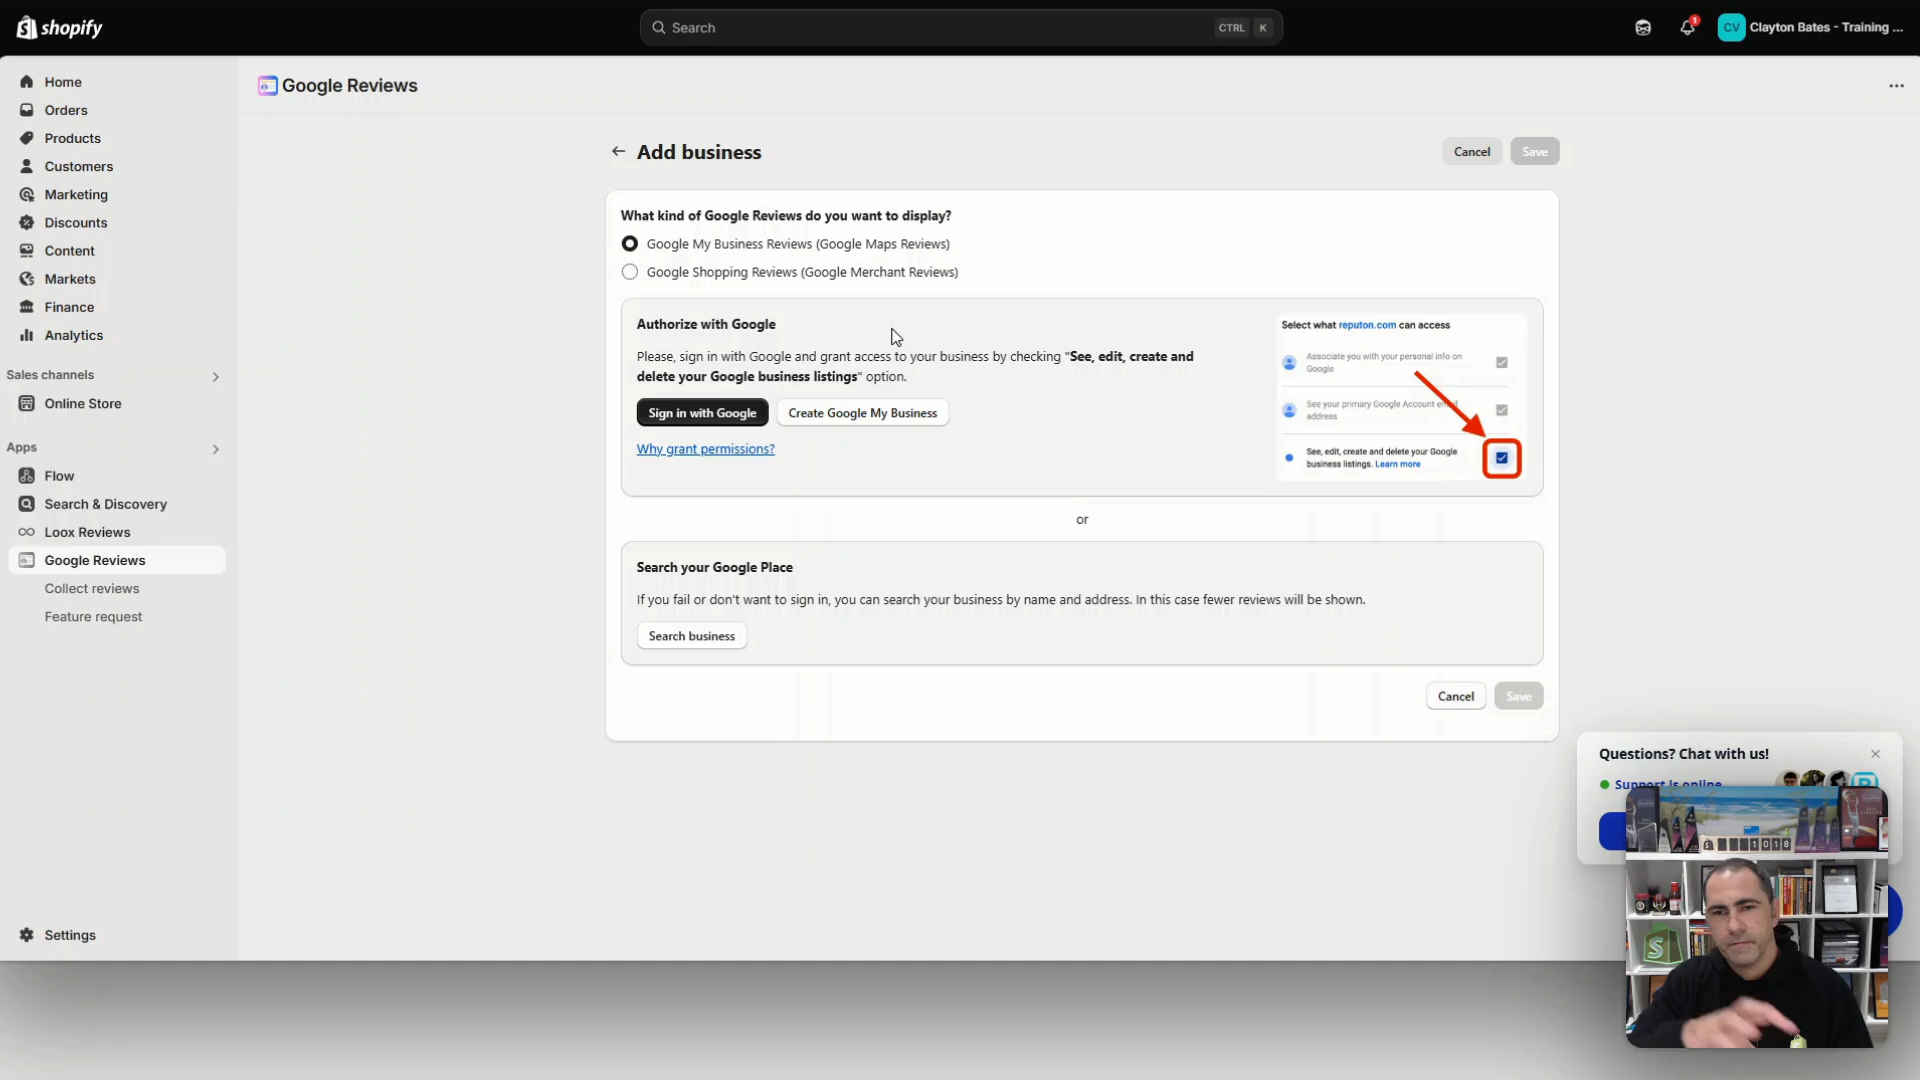 shopify
Search
CTRL K
1
CV
Clayton Bates - Training ...
Home
Orders
Products
Customers
Marketing
Discounts
Content
Markets
Finance
Analytics
Sales channels
Online Store
Apps
Flow
Search & Discovery
Loox Reviews
Google Reviews
Collect reviews
Feature request
Settings
Google Reviews
Add business
Cancel
Save
What kind of Google Reviews do you want to display?
Google My Business Reviews (Google Maps Reviews)
Google Shopping Reviews (Google Merchant Reviews)
Authorize with Google
Please, sign in with Google and grant access to your business by checking "See, edit, create and
delete your Google business listings" option.
Sign in with Google
Create Google My Business
Why grant permissions?
Select what reputon.com can access
Associate you with your personal info on
Google
See your primary Google Account email
address
See, edit, create and delete your Google
business listings. Learn more
or
Search your Google Place
If you fail or don't want to sign in, you can search your business by name and address. In this case fewer reviews will be shown.
Search business
Cancel
Save
Questions? Chat with us!
Support is online
1018
S